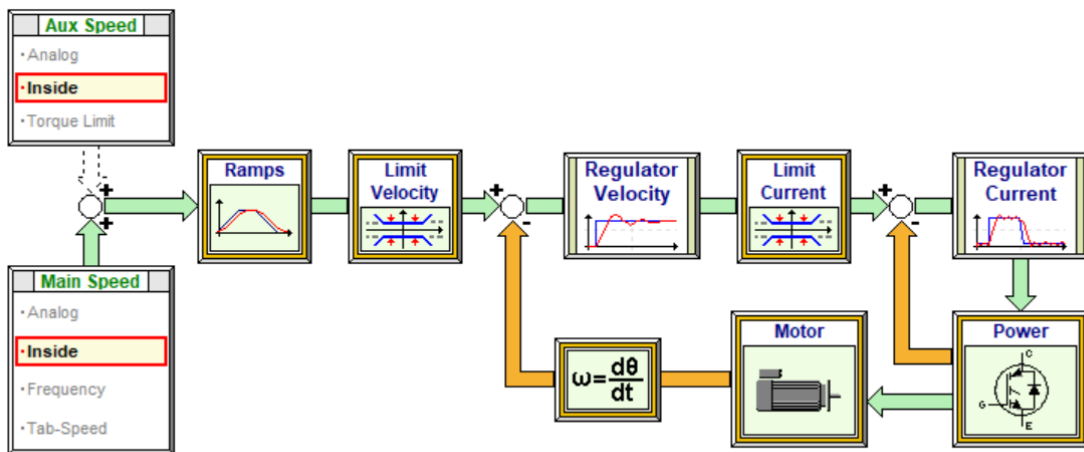 Aux Speed
Analog
Inside
Torque Limit
+
+
Main Speed
Analog
Inside
Frequency
Tab-Speed
Ramps
Limit
Velocity
+
-
Regulator
Velocity
Limit
Current
+
-
Regulator
Current
ω=dθ/dt
Motor
Power
C
G
E